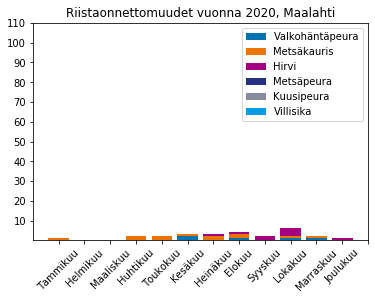 Riistaonnettomuudet vuonna 2020, Maalahti
110
100
90
80
70
60
50
40
30
20
10
Valkohäntäpeura
Metsäkauris
Hirvi
Metsäpeura
Kuusipeura
Villisika
Tammikuu
Helmikuu
Maaliskuu
Huhtikuu
Toukokuu
Kesäkuu
Heinäkuu
Elokuu
Syyskuu
Lokakuu
Marraskuu
Joulukuu